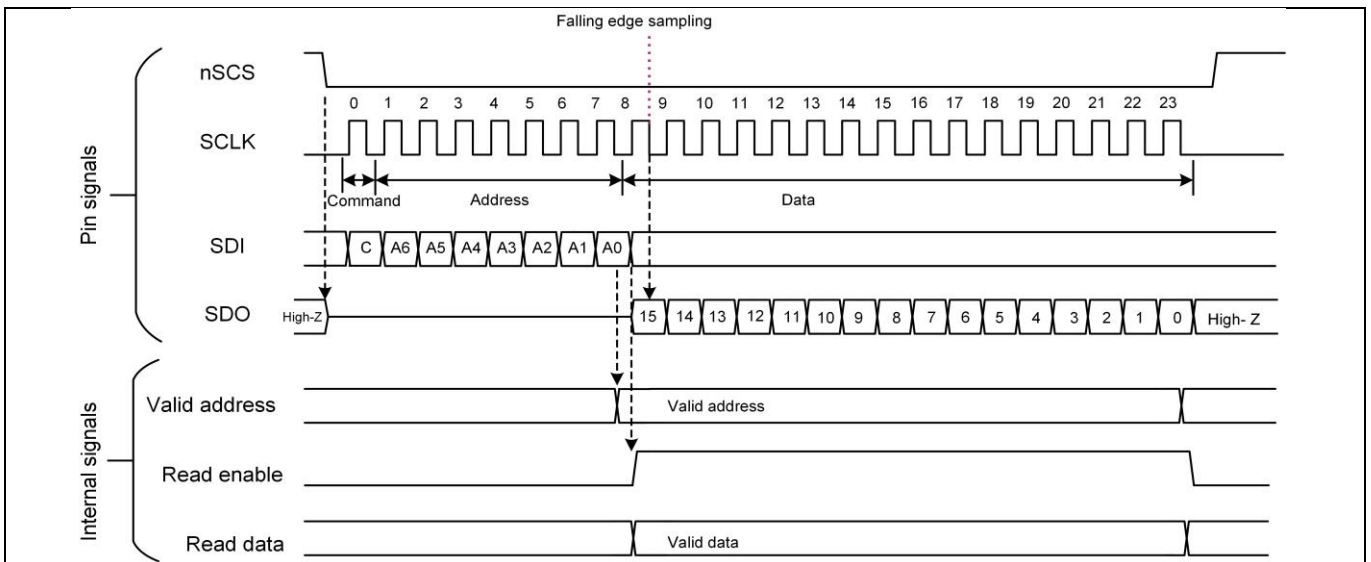 Falling edge sampling
Pin signals
nSCS
0 1 2 3 4 5 6 7 8 9 10 11 12 13 14 15 16 17 18 19 20 21 22 23
SCLK
Command Address Data
SDI C A6 A5 A4 A3 A2 A1 A0
SDO High-Z 15 14 13 12 11 10 9 8 7 6 5 4 3 2 1 0 High- Z
Internal signals
Valid address Valid address
Read enable
Read data Valid data